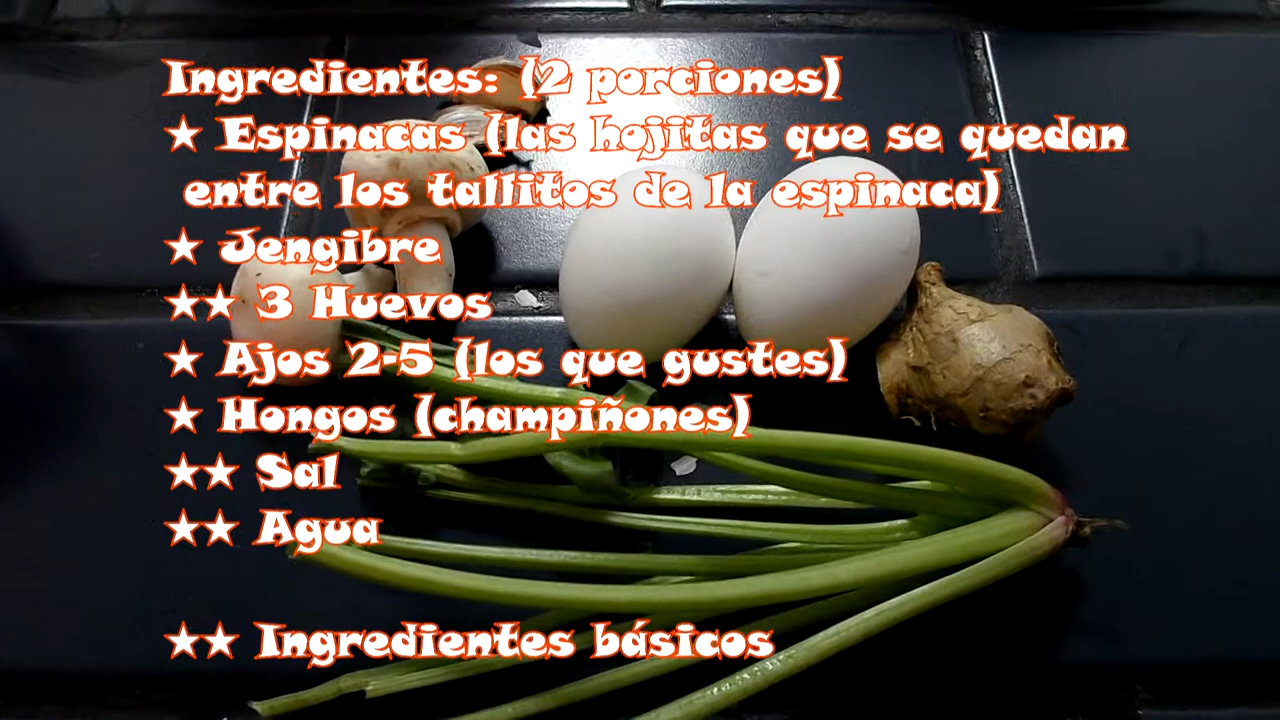 Ingredientes: (2 porciones)
★ Espinacas (las hojitas que se quedan
entre los tallitos de la espinaca)
★ Jengibre
★★ 3 Huevos
★ Ajos 2-5 (los que gustes)
★ Hongos (champiñones)
★★ Sal
★★ Agua
★★ Ingredientes básicos